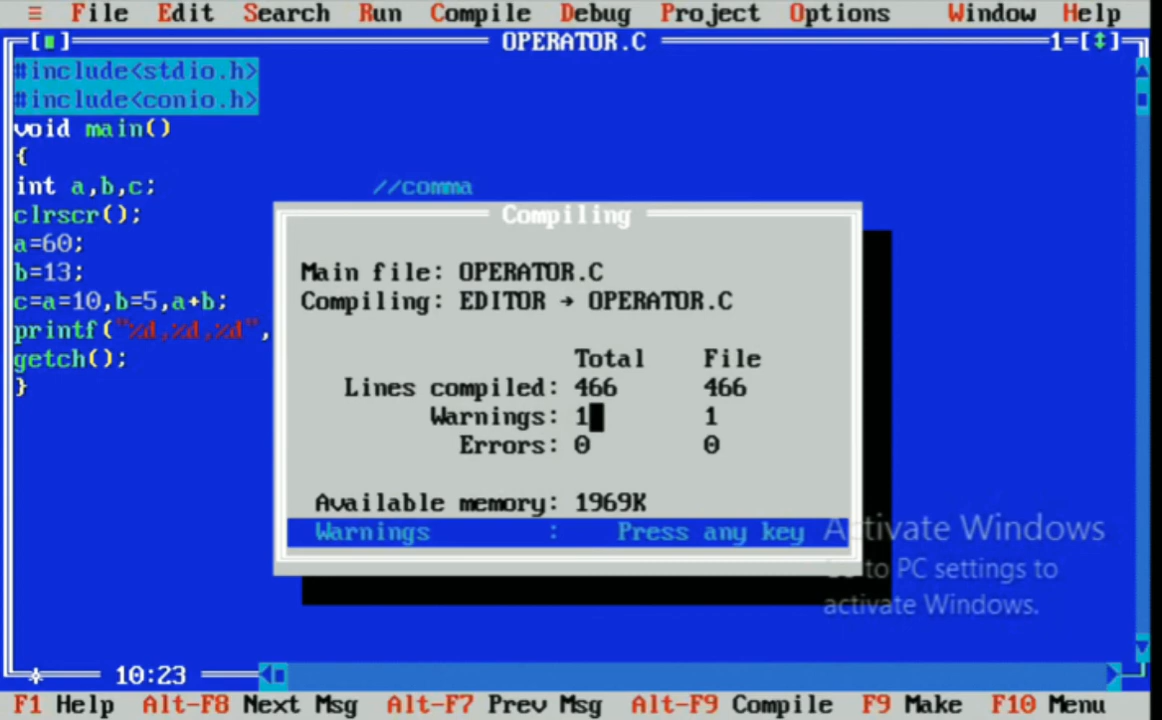 ≡ File Edit Search Run Compile Debug Project Options Window Help
[■] OPERATOR.C 1=[↕]
#include<stdio.h>
#include<conio.h>
void main()
{
int a,b,c; //comma
clrscr();
a=60;
b=13;
c=a=10,b=5,a+b;
printf("%d,%d,%d",
getch();
}
Compiling
Main file: OPERATOR.C
Compiling: EDITOR → OPERATOR.C
Total File
Lines compiled: 466 466
Warnings: 1 1
Errors: 0 0
Available memory: 1969K
Warnings : Press any key
Activate Windows
to PC settings to
activate Windows.
10:23
F1 Help Alt-F8 Next Msg Alt-F7 Prev Msg Alt-F9 Compile F9 Make F10 Menu